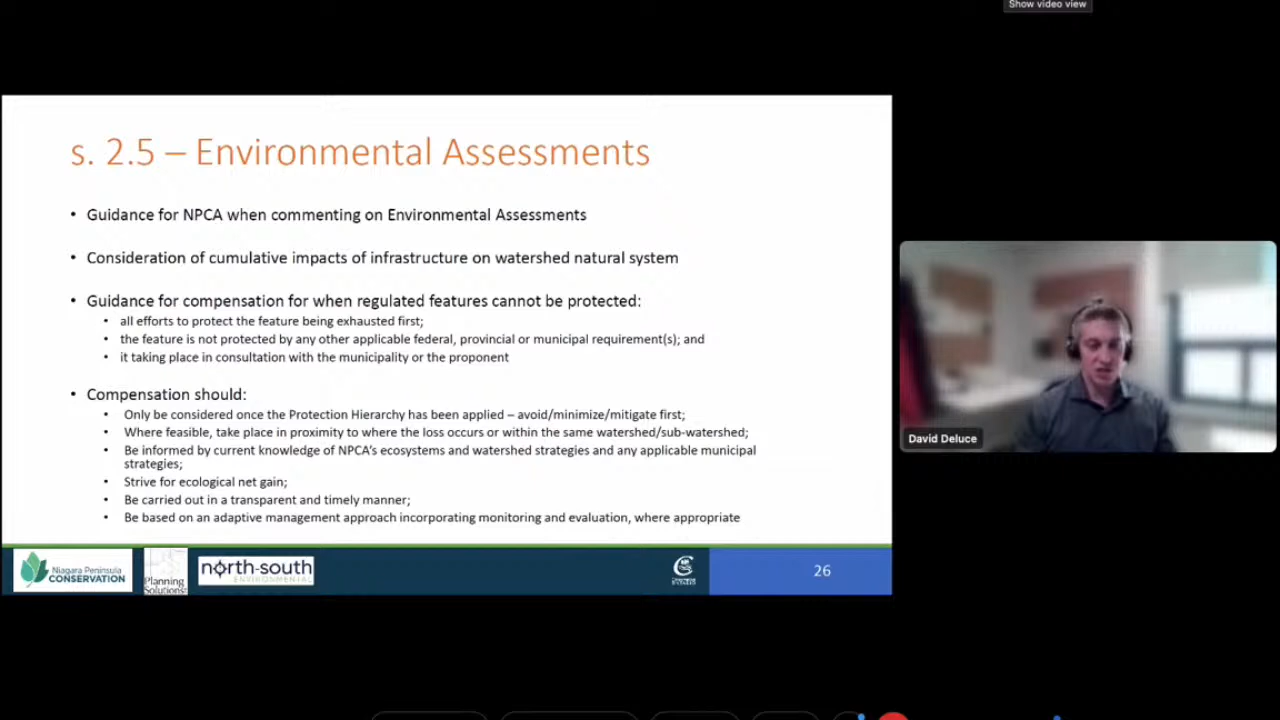 Show video view
s. 2.5 – Environmental Assessments
• Guidance for NPCA when commenting on Environmental Assessments
• Consideration of cumulative impacts of infrastructure on watershed natural system
• Guidance for compensation for when regulated features cannot be protected:
• all efforts to protect the feature being exhausted first;
• the feature is not protected by any other applicable federal, provincial or municipal requirement(s); and
• it taking place in consultation with the municipality or the proponent
• Compensation should:
• Only be considered once the Protection Hierarchy has been applied – avoid/minimize/mitigate first;
• Where feasible, take place in proximity to where the loss occurs or within the same watershed/sub-watershed;
• Be informed by current knowledge of NPCA's ecosystems and watershed strategies and any applicable municipal
strategies;
• Strive for ecological net gain;
• Be carried out in a transparent and timely manner;
• Be based on an adaptive management approach incorporating monitoring and evaluation, where appropriate
David Deluce
Niagara Peninsula
CONSERVATION
Planning
Solutions
north-south
ENVIRONMENTAL
26